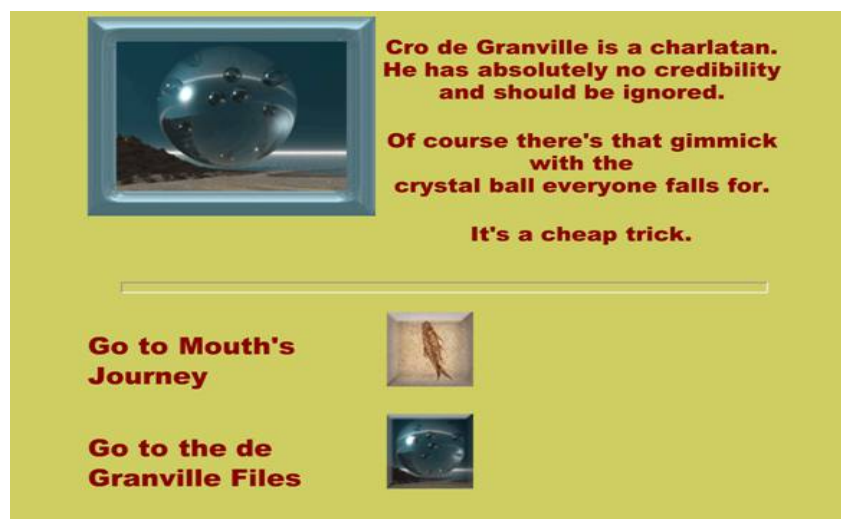 Cro de Granville is a charlatan.
He has absolutely no credibility
and should be ignored.
Of course there's that gimmick
with the
crystal ball everyone falls for.
It's a cheap trick.
Go to Mouth's
Journey
Go to the de
Granville Files